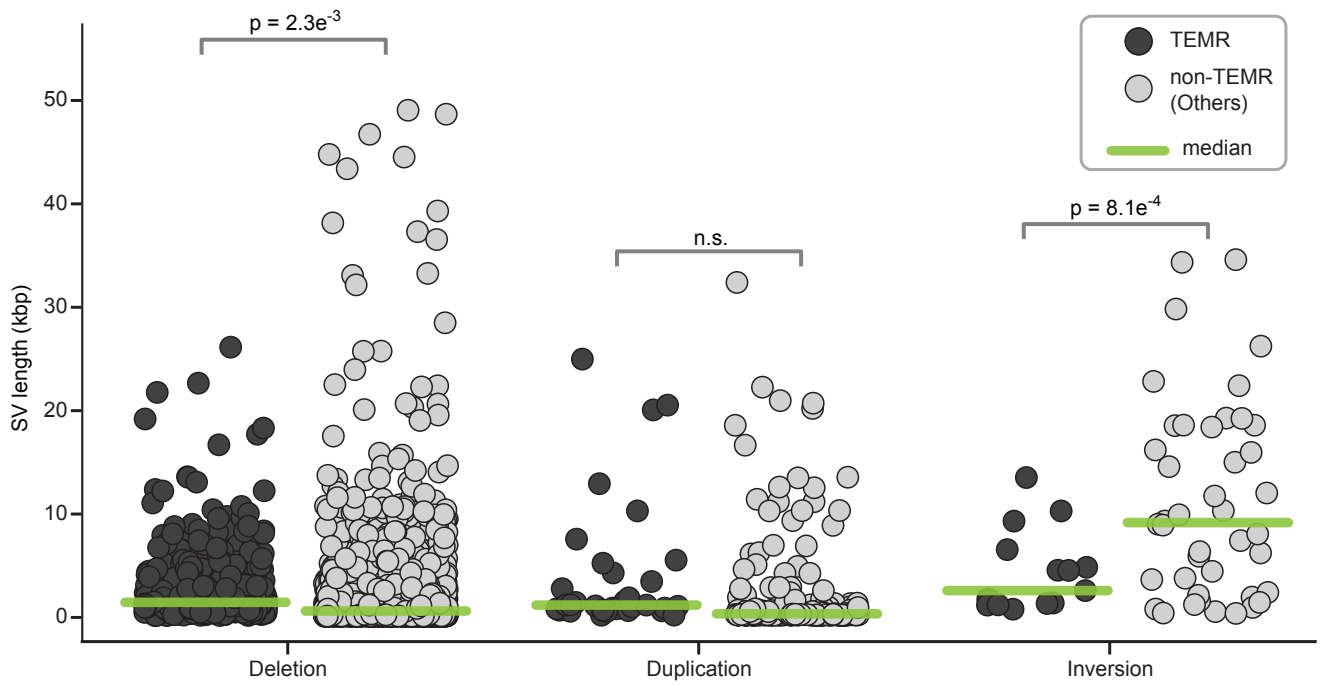 p = 2.3e⁻³
TEMR
non-TEMR
(Others)
median
50
40
30
20
10
0
SV length (kbp)
n.s.
p = 8.1e⁻⁴
Deletion
Duplication
Inversion